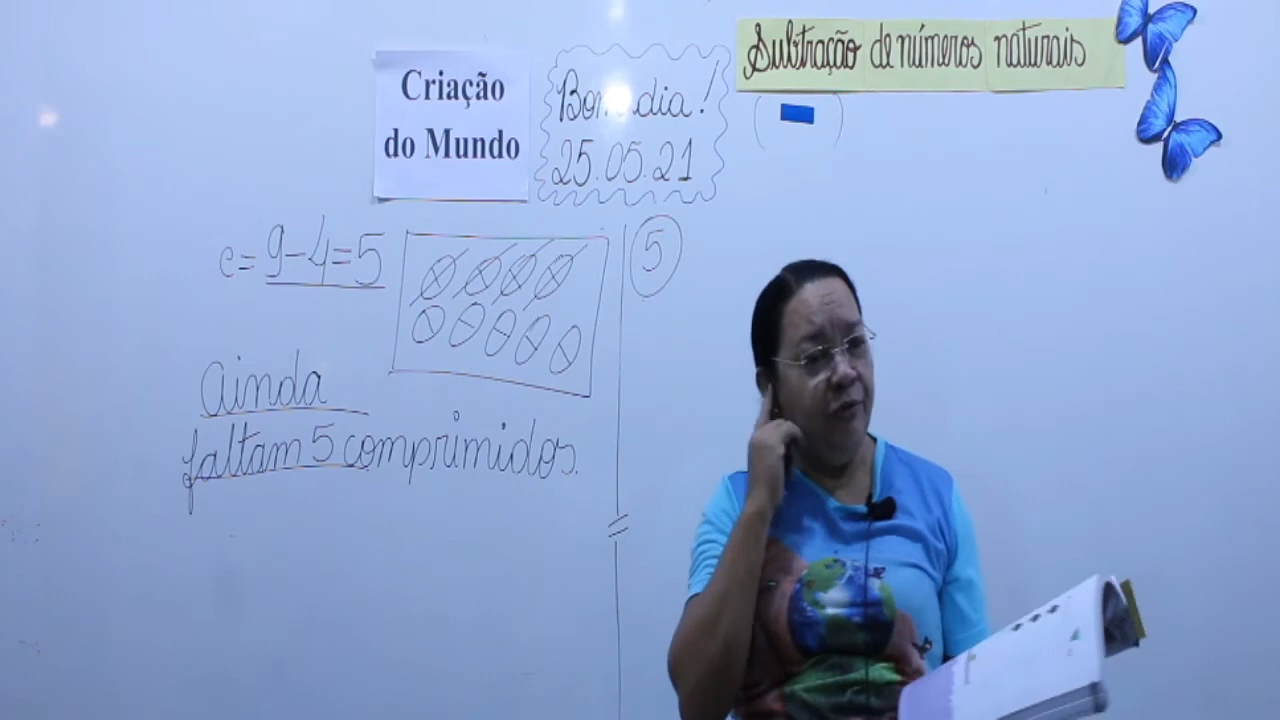 Criação
do Mundo
Bom dia!
25.05.21
Subtração de números naturais
c= 9-4=5
5
Ainda
faltam 5 comprimidos.